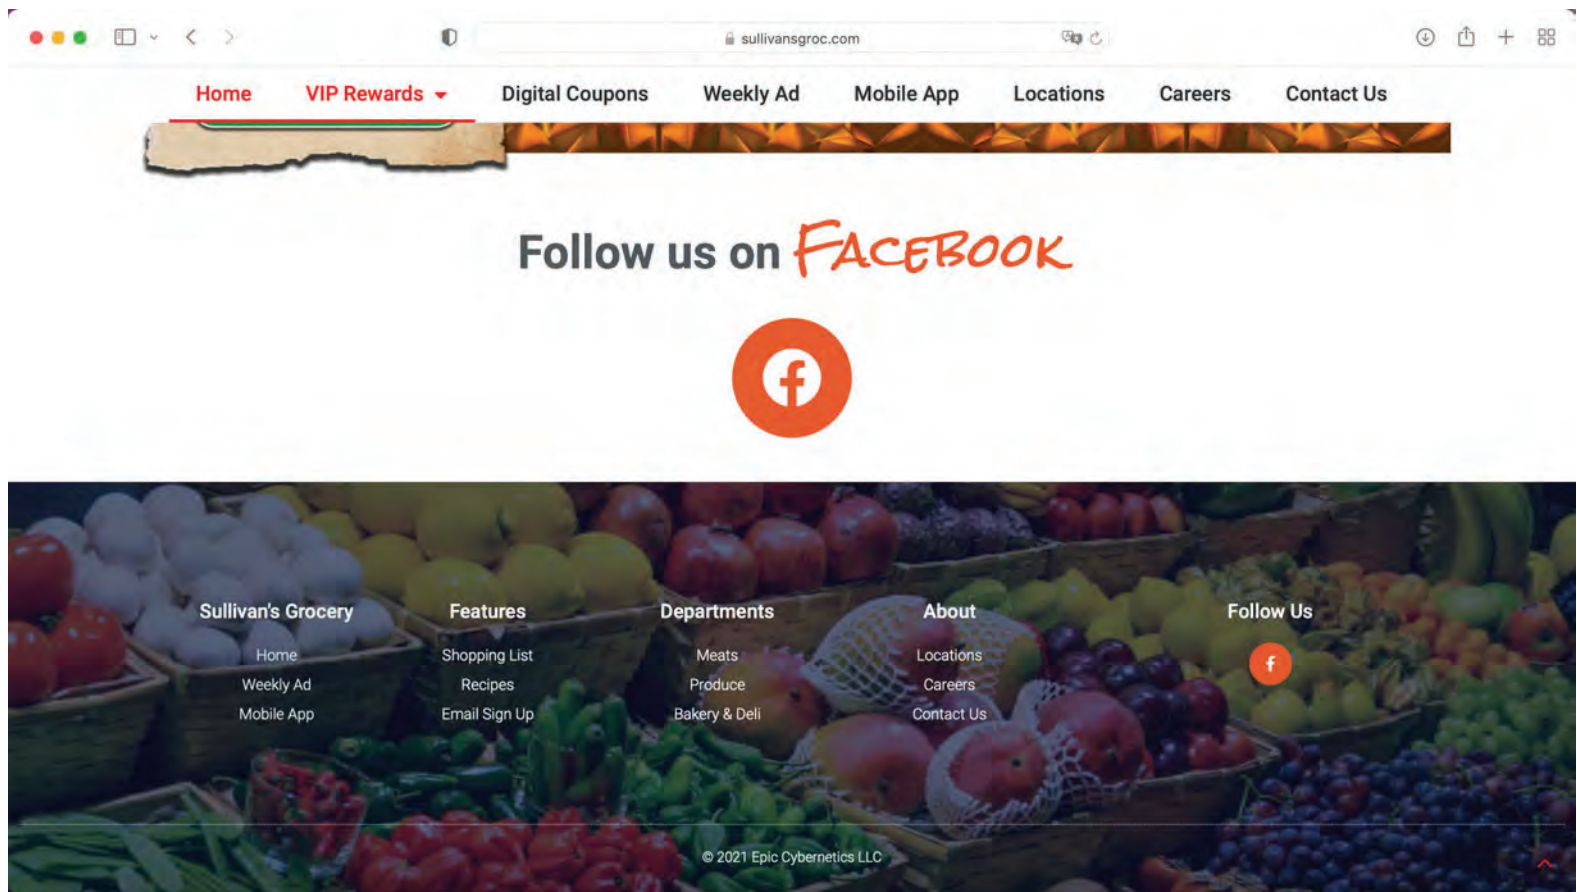 sullivansgroc.com
Home VIP Rewards Digital Coupons Weekly Ad Mobile App Locations Careers Contact Us
Follow us on FACEBOOK
Sullivan's Grocery Features Departments About Follow Us
Home Shopping List Meats Locations
Weekly Ad Recipes Produce Careers
Mobile App Email Sign Up Bakery & Deli Contact Us
© 2021 Epic Cybernetics LLC